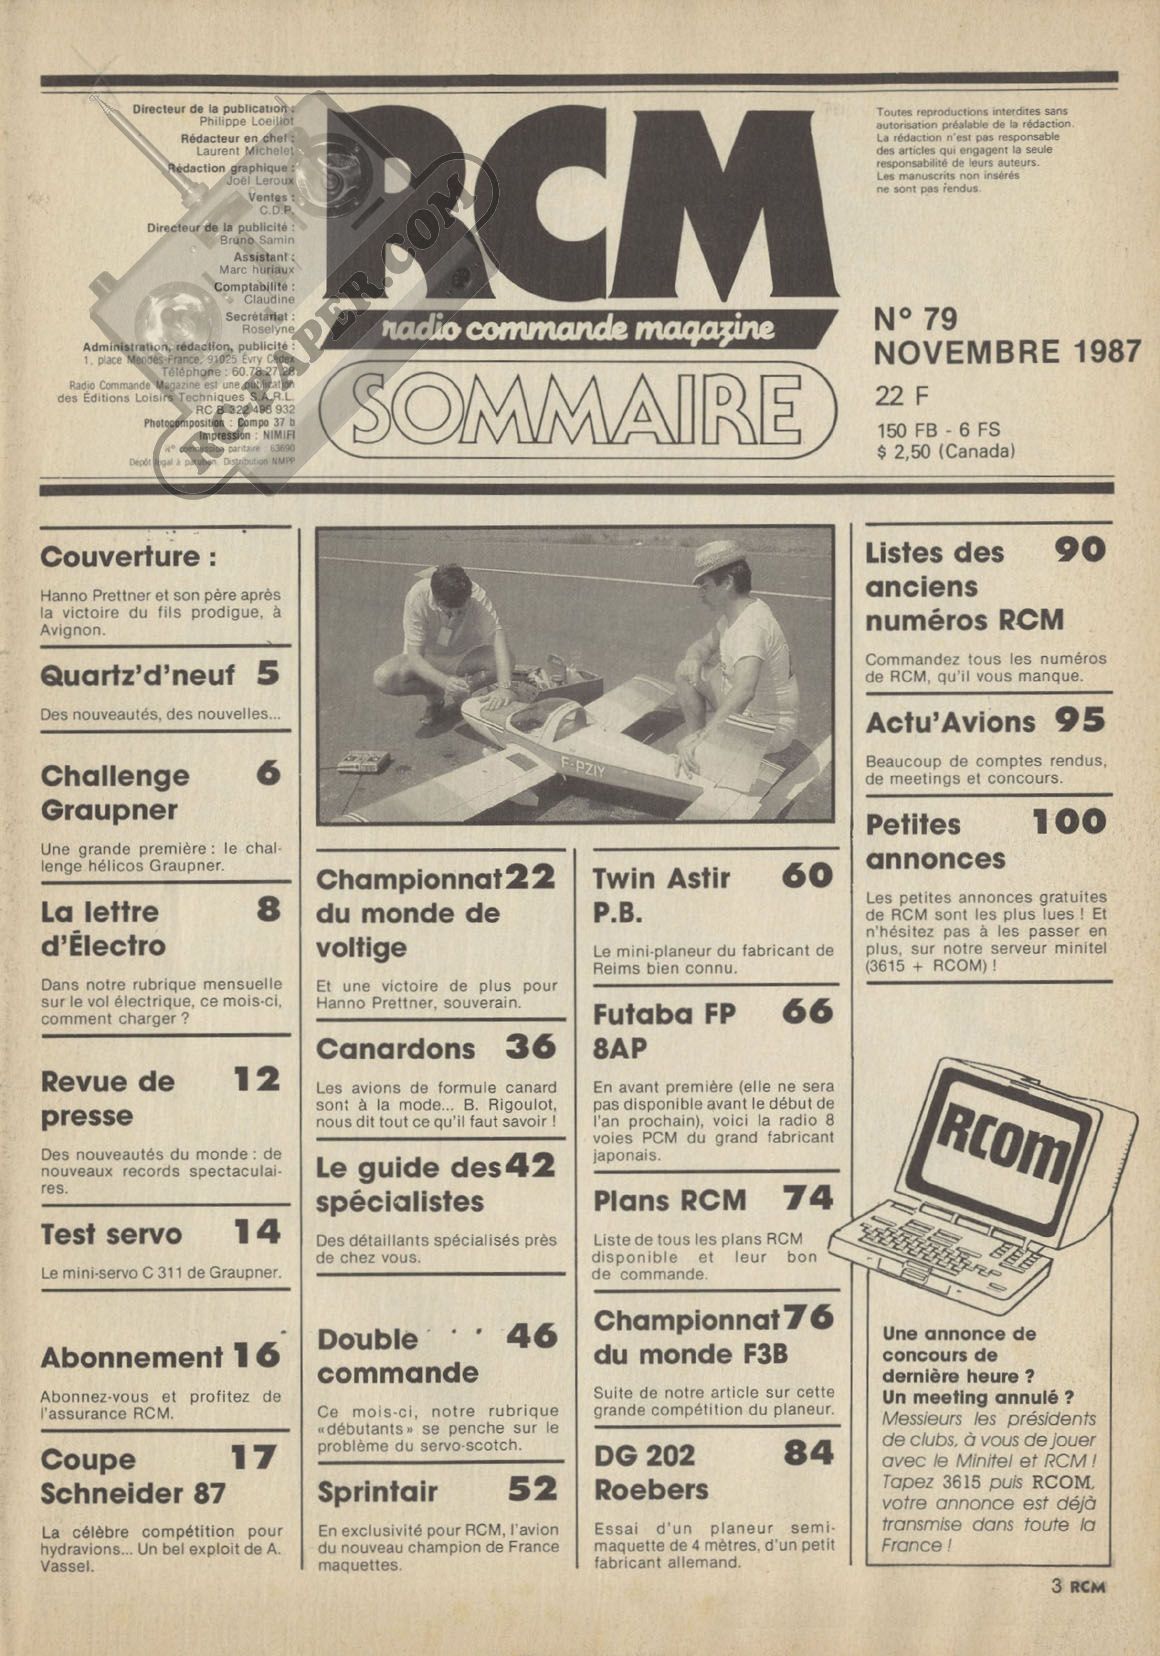 Directeur de la publication :
Philippe Loeillot
Rédacteur en chef :
Laurent Michelet
Rédaction graphique :
Joël Leroux
Ventes :
C.D.P.
Directeur de la publicité :
Bruno Samin
Assistant :
Marc huriaux
Comptabilité :
Claudine
Secrétariat :
Roselyne
Administration, rédaction, publicité :
1, place Mendès-France, 91025 Évry Cedex
Téléphone : 60.78.27.28
Radio Commande Magazine est une publication
des Éditions Loisirs Techniques S.A.R.L.
RC B 322 495 932
Photocomposition : Compo 37 b
Impression : NIMIFI
N° commission paritaire : 63690
Dépôt légal à parution. Distribution NMPP
RC-PAPER.COM
RCM
radio commande magazine
SOMMAIRE
Toutes reproductions interdites sans
autorisation préalable de la rédaction.
La rédaction n'est pas responsable
des articles qui engagent la seule
responsabilité de leurs auteurs.
Les manuscrits non insérés
ne sont pas rendus.
N° 79
NOVEMBRE 1987
22 F
150 FB - 6 FS
$ 2,50 (Canada)
Couverture :
Hanno Prettner et son père après
la victoire du fils prodigue, à
Avignon.
Quartz'd'neuf 5
Des nouveautés, des nouvelles...
Challenge 6
Graupner
Une grande première : le chal-
lenge hélicos Graupner.
La lettre 8
d'Électro
Dans notre rubrique mensuelle
sur le vol électrique, ce mois-ci,
comment charger ?
Revue de 12
presse
Des nouveautés du monde : de
nouveaux records spectaculai-
res.
Test servo 14
Le mini-servo C 311 de Graupner.
Abonnement 16
Abonnez-vous et profitez de
l'assurance RCM.
Coupe 17
Schneider 87
La célèbre compétition pour
hydravions... Un bel exploit de A.
Vassel.
F-PZIY
Championnat 22
du monde de
voltige
Et une victoire de plus pour
Hanno Prettner, souverain.
Canardons 36
Les avions de formule canard
sont à la mode... B. Rigoulot,
nous dit tout ce qu'il faut savoir !
Le guide des 42
spécialistes
Des détaillants spécialisés près
de chez vous.
Double 46
commande
Ce mois-ci, notre rubrique
«débutants» se penche sur le
problème du servo-scotch.
Sprintair 52
En exclusivité pour RCM, l'avion
du nouveau champion de France
maquettes.
Twin Astir 60
P.B.
Le mini-planeur du fabricant de
Reims bien connu.
Futaba FP 66
8AP
En avant première (elle ne sera
pas disponible avant le début de
l'an prochain), voici la radio 8
voies PCM du grand fabricant
japonais.
Plans RCM 74
Liste de tous les plans RCM
disponible et leur bon
de commande.
Championnat 76
du monde F3B
Suite de notre article sur cette
grande compétition du planeur.
DG 202 84
Roebers
Essai d'un planeur semi-
maquette de 4 mètres, d'un petit
fabricant allemand.
Listes des 90
anciens
numéros RCM
Commandez tous les numéros
de RCM, qu'il vous manque.
Actu'Avions 95
Beaucoup de comptes rendus,
de meetings et concours.
Petites 100
annonces
Les petites annonces gratuites
de RCM sont les plus lues ! Et
n'hésitez pas à les passer en
plus, sur notre serveur minitel
(3615 + RCOM) !
RCOM
Une annonce de
concours de
dernière heure ?
Un meeting annulé ?
Messieurs les présidents
de clubs, à vous de jouer
avec le Minitel et RCM !
Tapez 3615 puis RCOM,
votre annonce est déjà
transmise dans toute la
France !
3 RCM